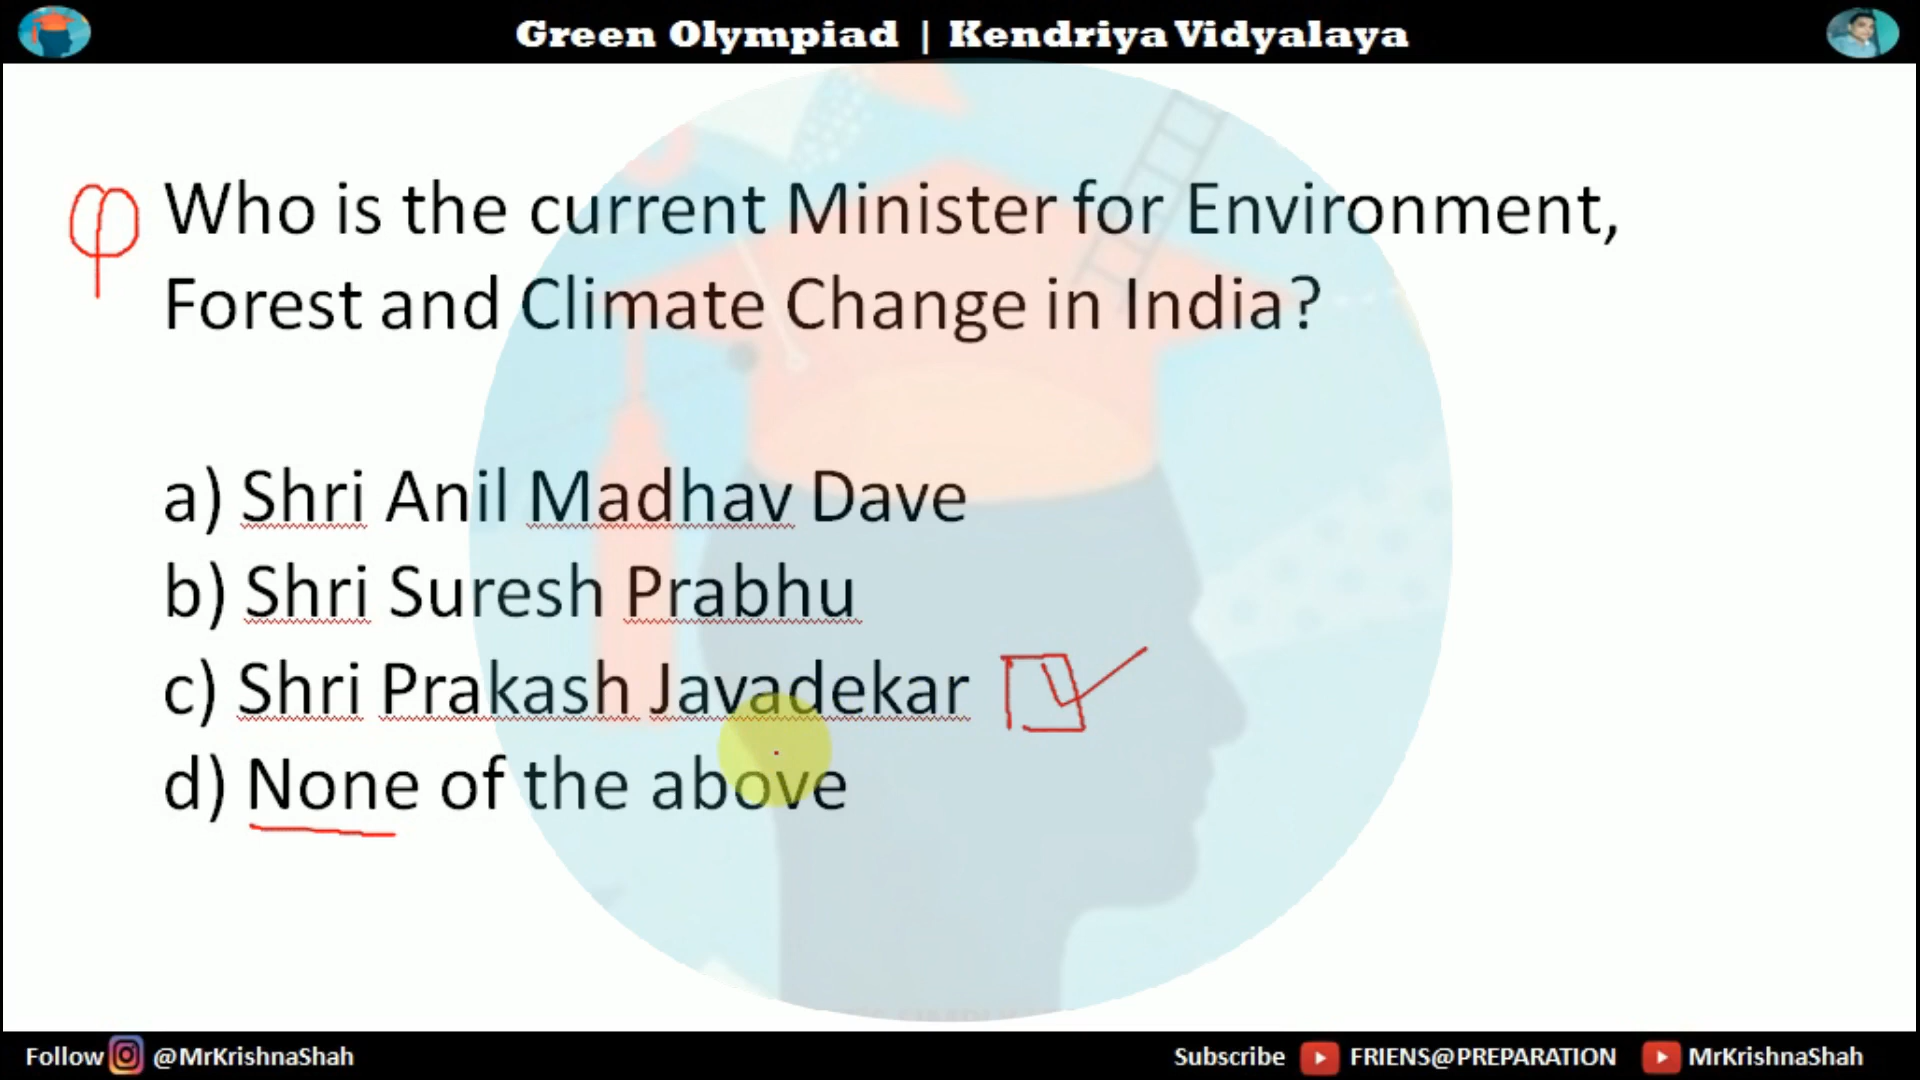 Green Olympiad | Kendriya Vidyalaya
Who is the current Minister for Environment,
Forest and Climate Change in India?
a) Shri Anil Madhav Dave
b) Shri Suresh Prabhu
c) Shri Prakash Javadekar
d) None of the above
Follow @MrKrishnaShah
Subscribe FRIENS@PREPARATION MrKrishnaShah